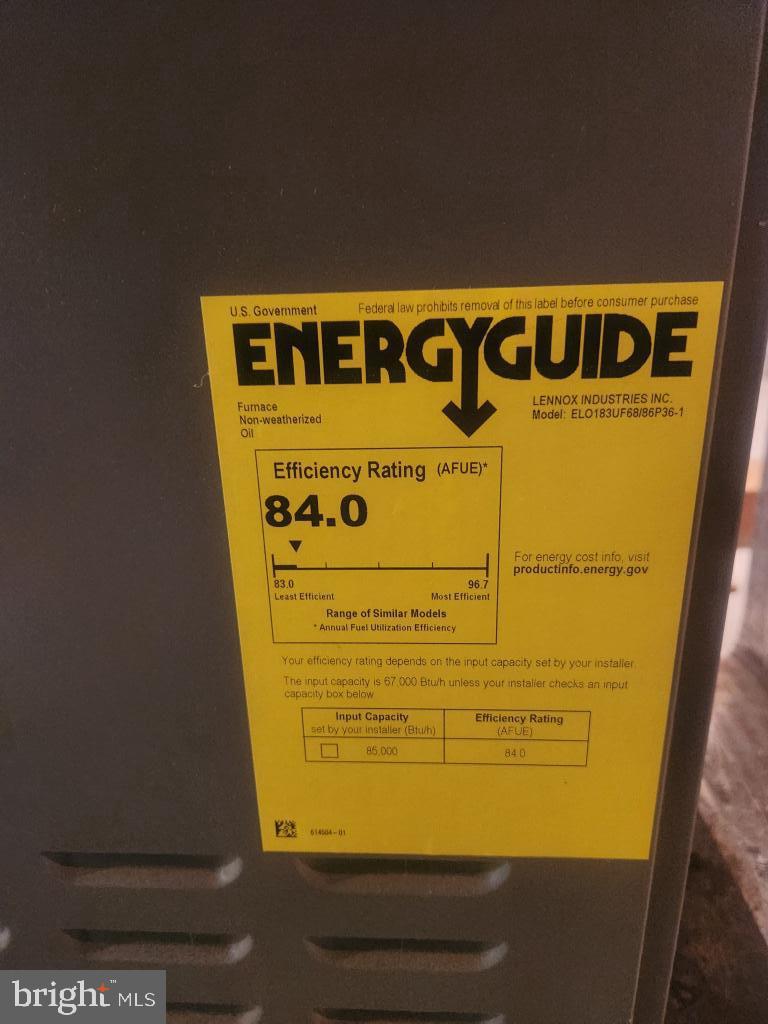 U.S. Government
Federal law prohibits removal of this label before consumer purchase
ENERGYGUIDE
Furnace
Non-weatherized
Oil
LENNOX INDUSTRIES INC.
Model: ELO183UF68/86P36-1
Efficiency Rating (AFUE)*
84.0
83.0
96.7
Least Efficient
Most Efficient
Range of Similar Models
* Annual Fuel Utilization Efficiency
For energy cost info, visit
productinfo.energy.gov
Your efficiency rating depends on the input capacity set by your installer.
The input capacity is 67,000 Btu/h unless your installer checks an input
capacity box below.
Input Capacity
set by your installer (Btu/h)
Efficiency Rating
(AFUE)
85,000
84.0
614604-01
bright™ MLS